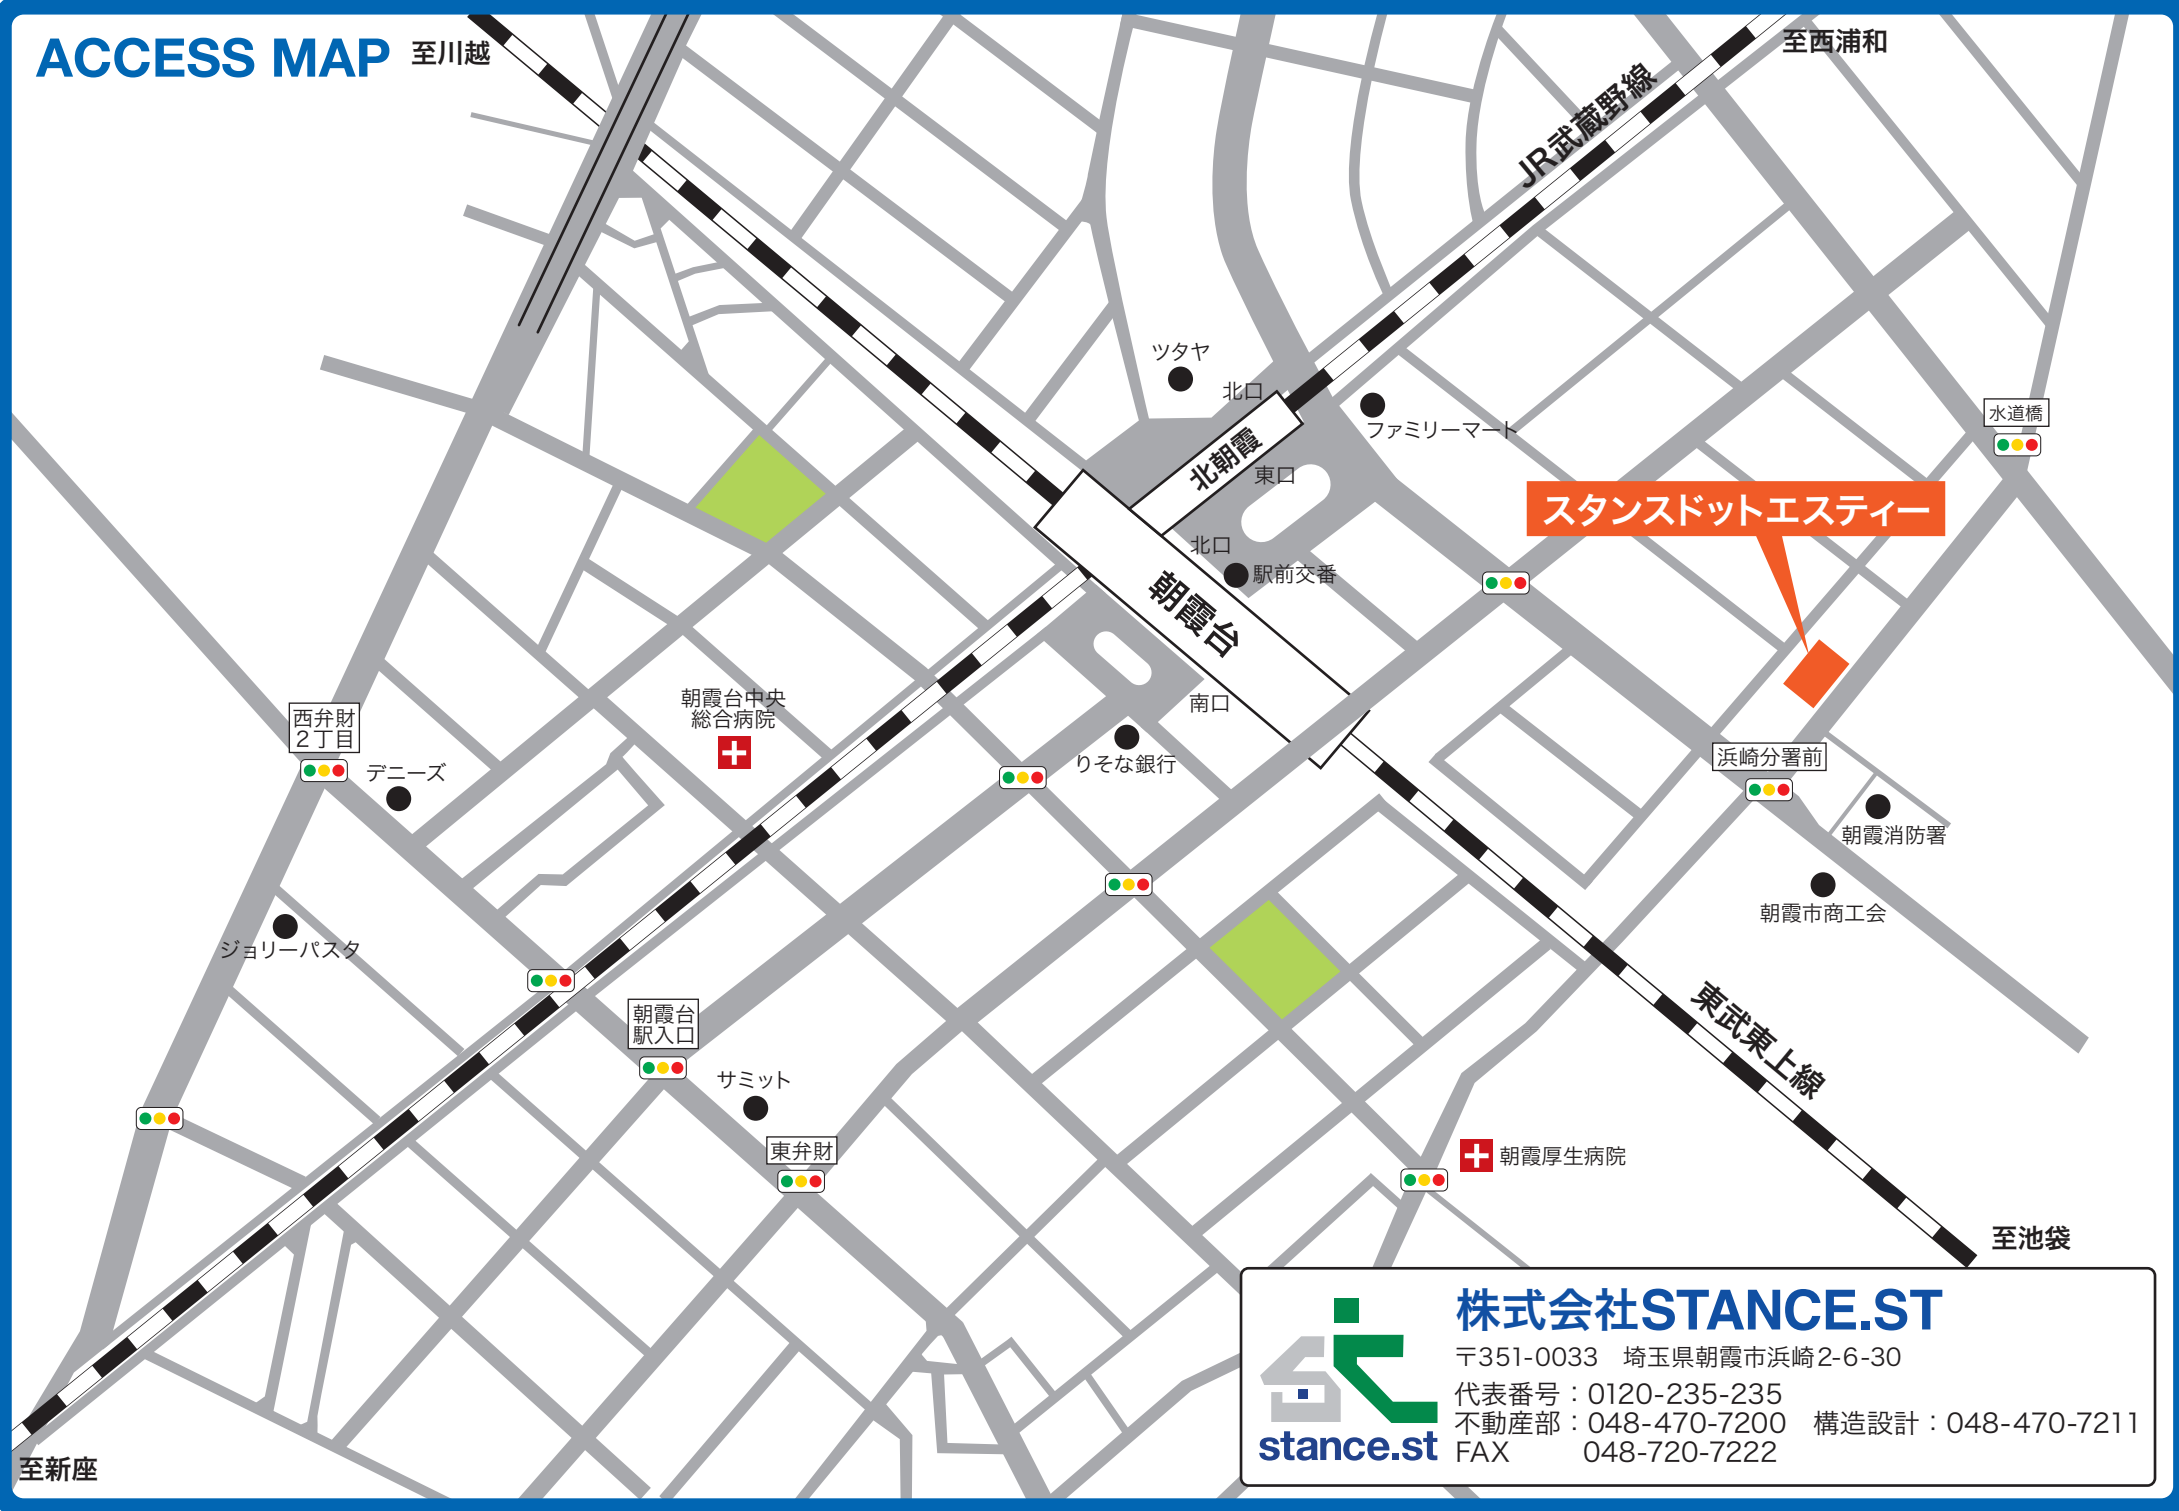 ACCESS MAP
至川越
至西浦和
JR武蔵野線
ツタヤ
北口
ファミリーマート
水道橋
北朝霞
東口
スタンスドットエスティー
北口
駅前交番
朝霞台
朝霞台中央
総合病院
南口
西弁財
2丁目
デニーズ
りそな銀行
浜崎分署前
朝霞消防署
朝霞市商工会
ジョリーパスタ
朝霞台
駅入口
東武東上線
サミット
東弁財
朝霞厚生病院
至池袋
至新座
株式会社STANCE.ST
〒351-0033　埼玉県朝霞市浜崎2-6-30
代表番号：0120-235-235
不動産部：048-470-7200　構造設計：048-470-7211
FAX　048-720-7222
stance.st